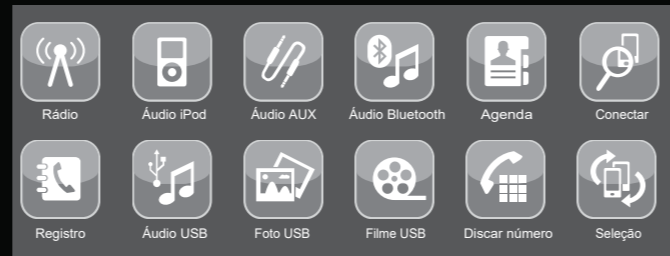 Rádio Áudio iPod Áudio AUX Áudio Bluetooth Agenda Conectar
Registro Áudio USB Foto USB Filme USB Discar número Seleção